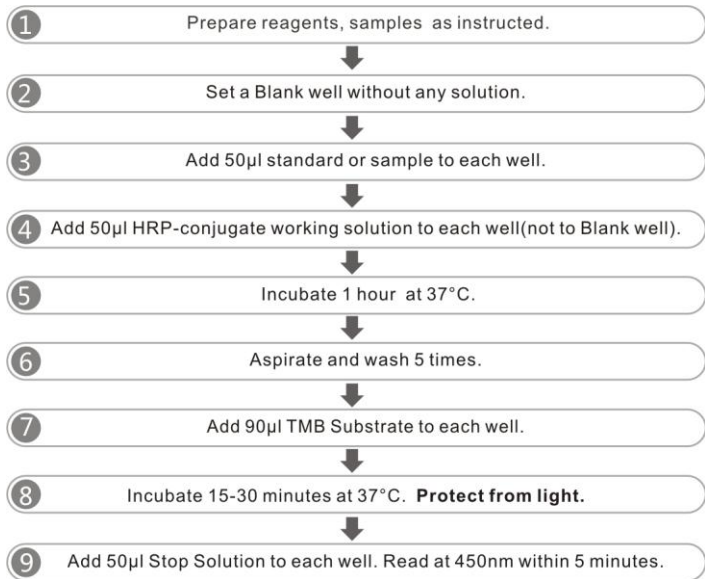 1 Prepare reagents, samples as instructed.
2 Set a Blank well without any solution.
3 Add 50µl standard or sample to each well.
4 Add 50µl HRP-conjugate working solution to each well(not to Blank well).
5 Incubate 1 hour at 37°C.
6 Aspirate and wash 5 times.
7 Add 90µl TMB Substrate to each well.
8 Incubate 15-30 minutes at 37°C. Protect from light.
9 Add 50µl Stop Solution to each well. Read at 450nm within 5 minutes.